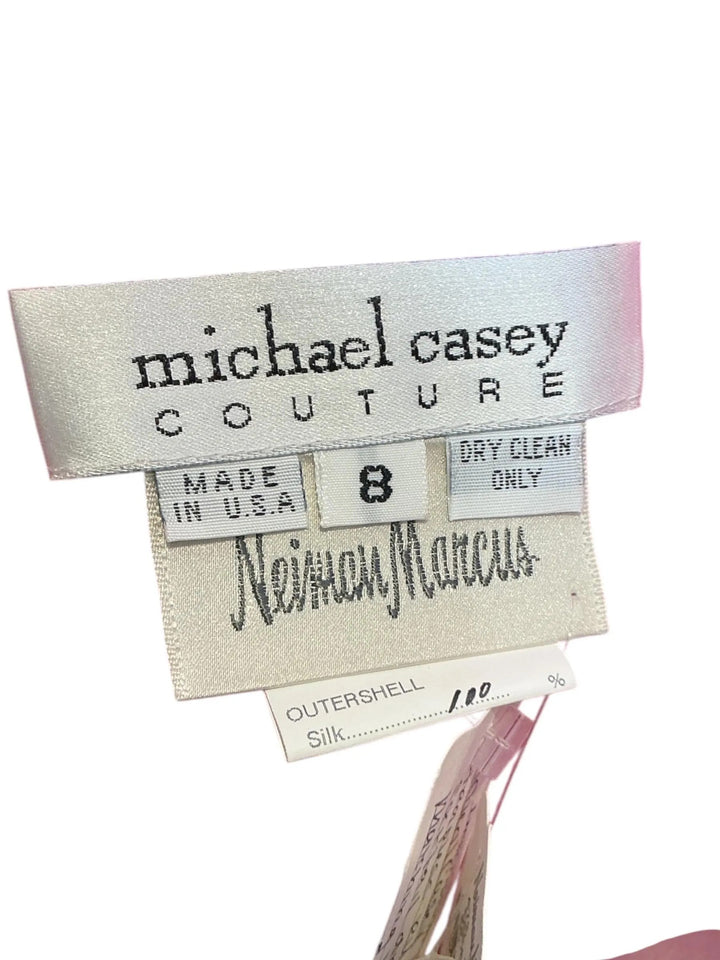 michael casey
COUTURE
MADE
IN U.S.A
8
DRY CLEAN
ONLY
Neiman Marcus
OUTERSHELL
Silk....................100.......%